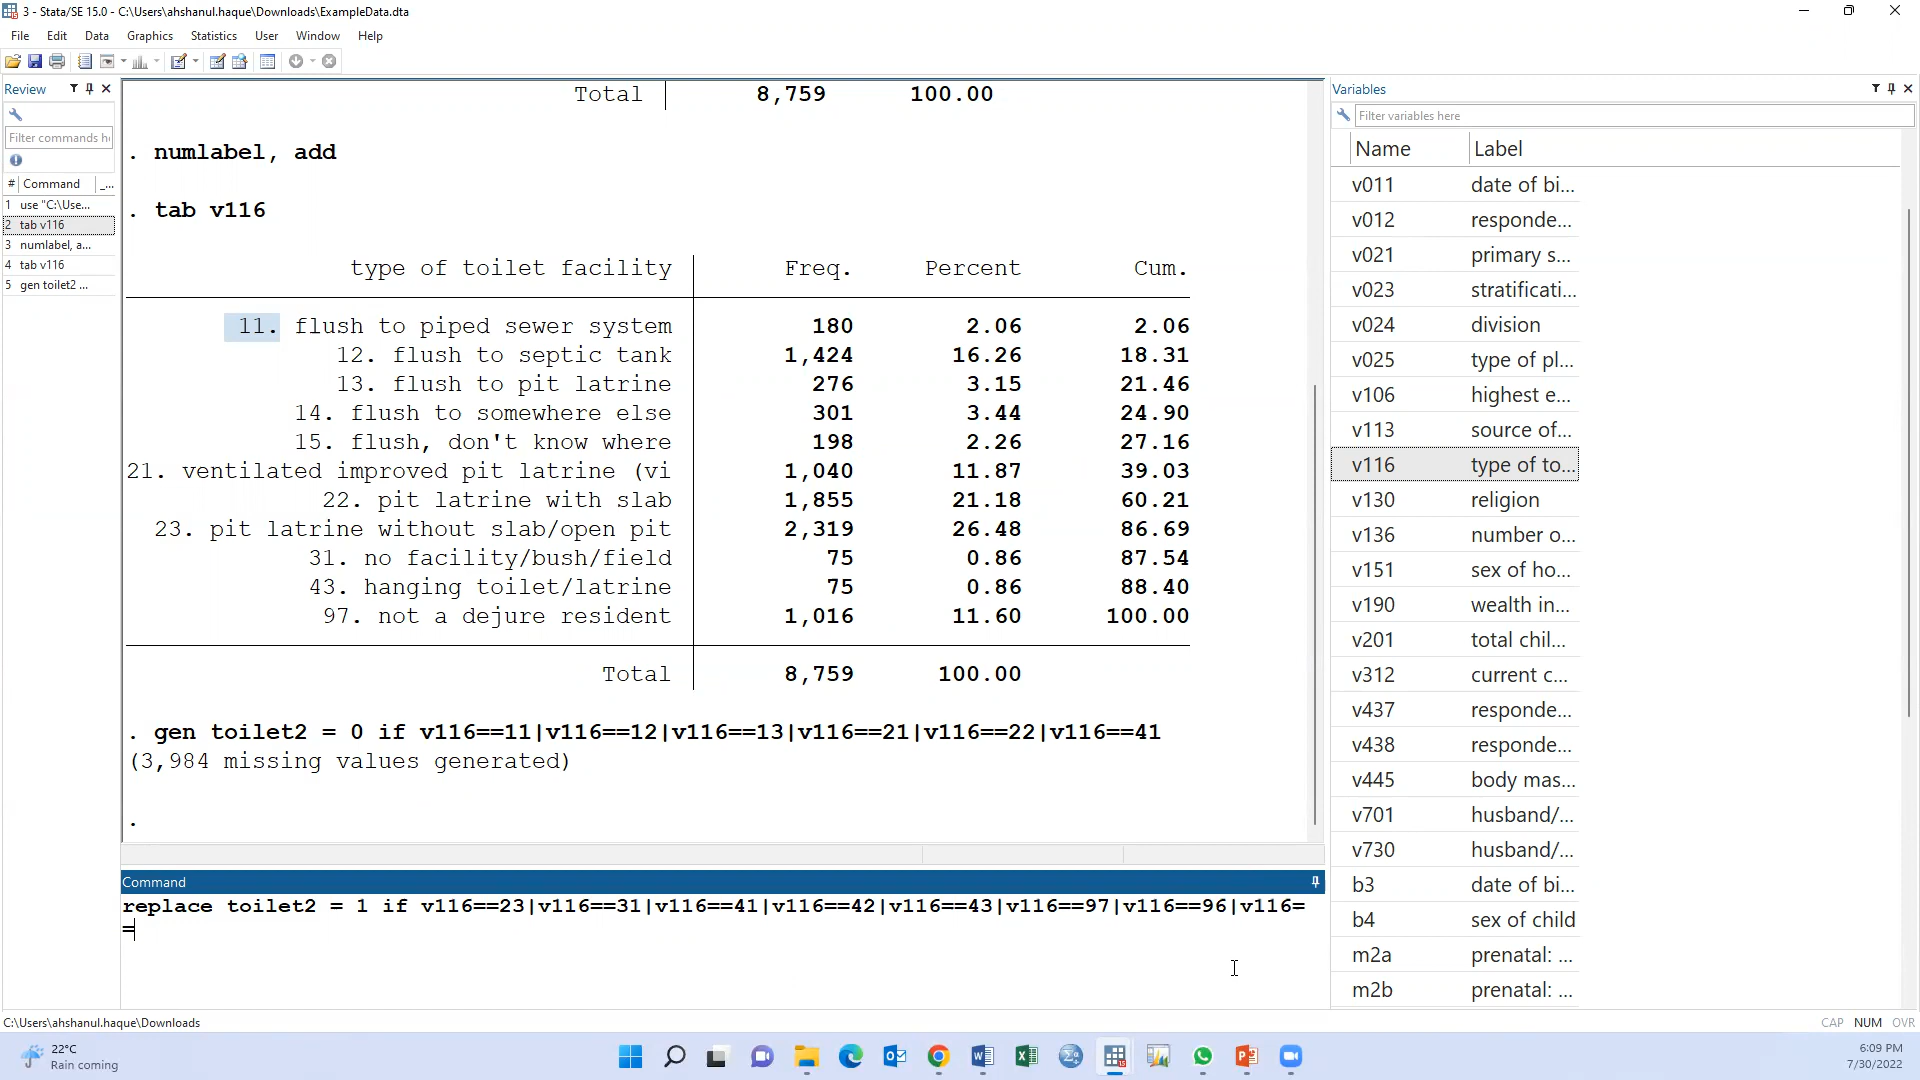 3 - Stata/SE 15.0 - C:\Users\ahshanul.haque\Downloads\ExampleData.dta
File Edit Data Graphics Statistics User Window Help
Review
Filter commands he
# Command _...
1 use "C:\Use...
2 tab v116
3 numlabel, a...
4 tab v116
5 gen toilet2 ...
Total 8,759 100.00
. numlabel, add
. tab v116
type of toilet facility Freq. Percent Cum.
11. flush to piped sewer system 180 2.06 2.06
12. flush to septic tank 1,424 16.26 18.31
13. flush to pit latrine 276 3.15 21.46
14. flush to somewhere else 301 3.44 24.90
15. flush, don't know where 198 2.26 27.16
21. ventilated improved pit latrine (vi 1,040 11.87 39.03
22. pit latrine with slab 1,855 21.18 60.21
23. pit latrine without slab/open pit 2,319 26.48 86.69
31. no facility/bush/field 75 0.86 87.54
43. hanging toilet/latrine 75 0.86 88.40
97. not a dejure resident 1,016 11.60 100.00
Total 8,759 100.00
. gen toilet2 = 0 if v116==11|v116==12|v116==13|v116==21|v116==22|v116==41
(3,984 missing values generated)
.
Command
replace toilet2 = 1 if v116==23|v116==31|v116==41|v116==42|v116==43|v116==97|v116==96|v116=
=
Variables
Filter variables here
Name Label
v011 date of bi...
v012 responde...
v021 primary s...
v023 stratificati...
v024 division
v025 type of pl...
v106 highest e...
v113 source of...
v116 type of to...
v130 religion
v136 number o...
v151 sex of ho...
v190 wealth in...
v201 total chil...
v312 current c...
v437 responde...
v438 responde...
v445 body mas...
v701 husband/...
v730 husband/...
b3 date of bi...
b4 sex of child
m2a prenatal: ...
m2b prenatal: ...
C:\Users\ahshanul.haque\Downloads
CAP NUM OVR
22°C
Rain coming
6:09 PM
7/30/2022